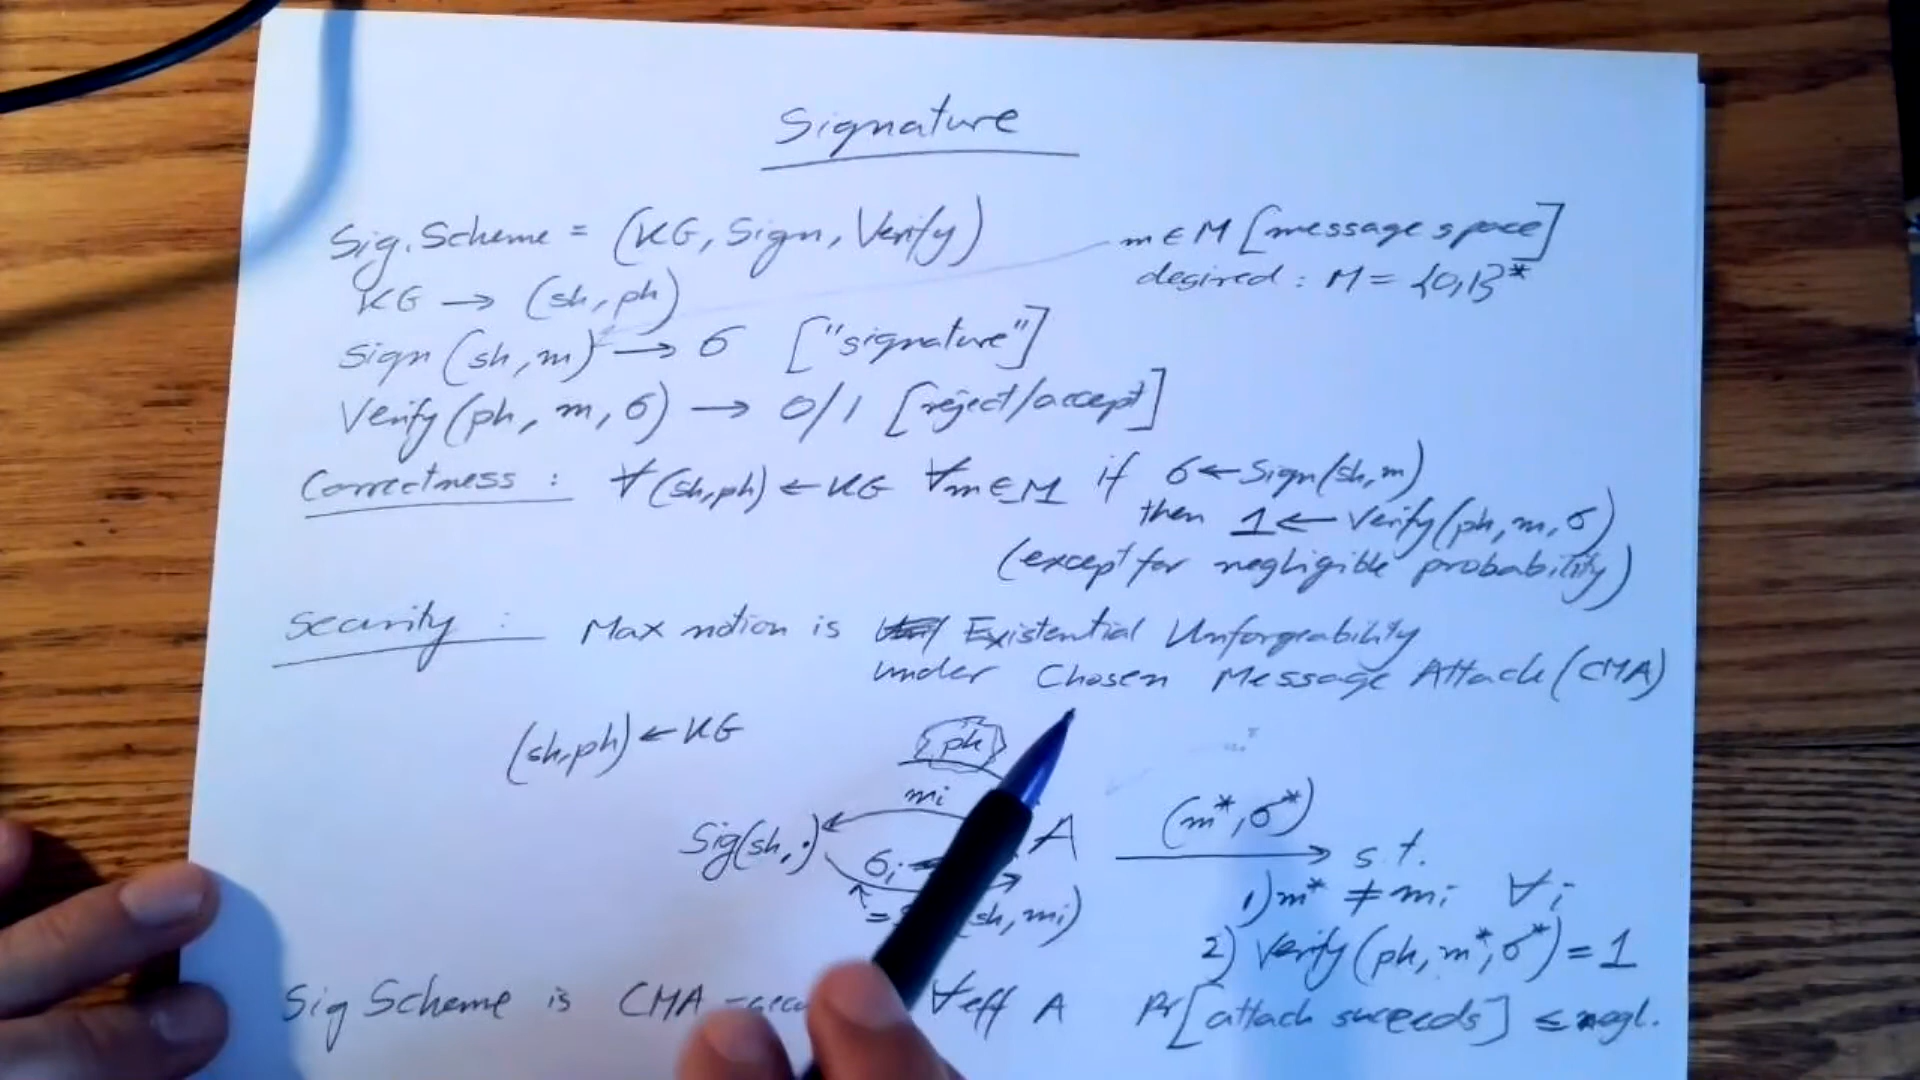 Signature
Sig. Scheme = (KG, Sign, Verify)
m ∈ M [message space]
desired : M = {0,1}*
KG → (sk, pk)
Sign (sk, m) → σ ["signature"]
Verify (pk, m, σ) → 0/1 [reject/accept]
Correctness : ∀(sk,pk) ← KG ∀m∈M if σ ← Sign(sk,m)
then 1 ← Verify(pk, m, σ)
(except for negligible probability)
Security : Max notion is Existential Unforgeability
under Chosen Message Attack (CMA)
(sk,pk) ← KG
pk
mi
Sig(sk, ·)
A
(m*, σ*)
s.t.
σi
= (sk, mi)
1) m* ≠ mi ∀i
2) Verify (pk, m*, σ*) = 1
Sig Scheme is CMA ∀ eff A Pr[attack succeeds] ≤ negl.